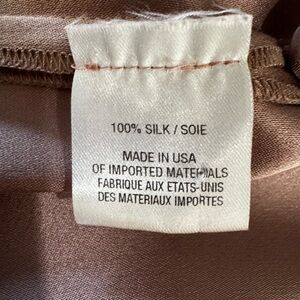 100% SILK / SOIE
MADE IN USA
OF IMPORTED MATERIALS
FABRIQUE AUX ETATS-UNIS
DES MATERIAUX IMPORTES